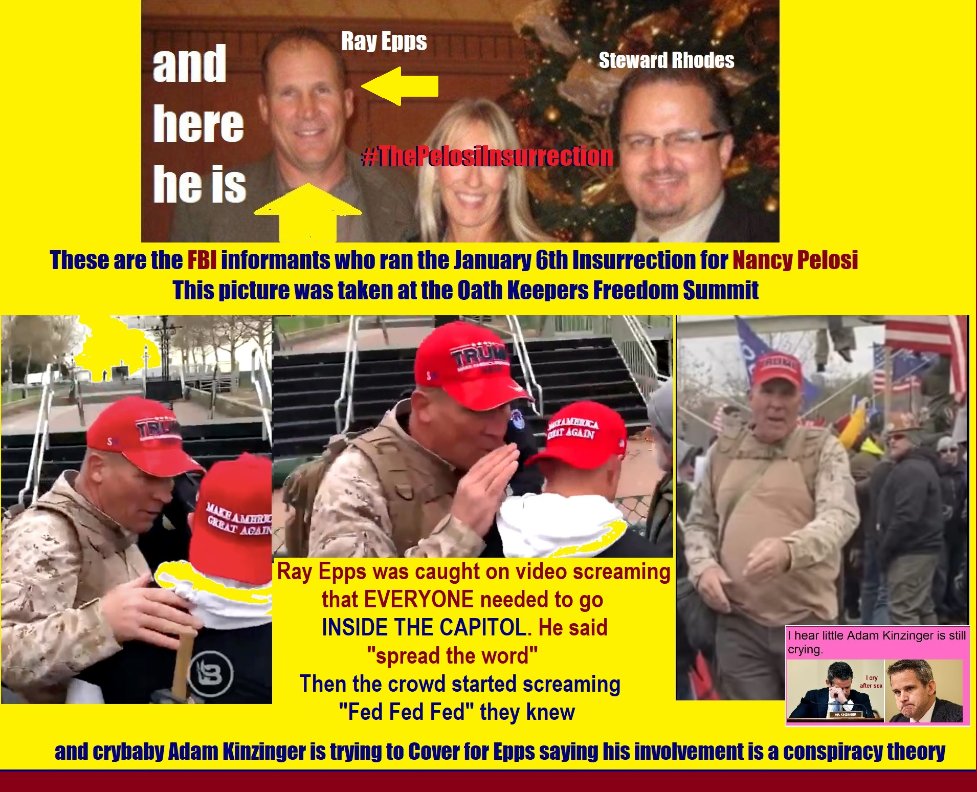 and
here
he is
Ray Epps
Steward Rhodes
#ThePelosiInsurrection
These are the FBI informants who ran the January 6th Insurrection for Nancy Pelosi
This picture was taken at the Oath Keepers Freedom Summit
TRUMP
MAKE AMERICA
GREAT AGAIN
B
TRUMP
MAKE AMERICA
GREAT AGAIN
TRUMP
Ray Epps was caught on video screaming
that EVERYONE needed to go
INSIDE THE CAPITOL. He said
"spread the word"
Then the crowd started screaming
"Fed Fed Fed" they knew
I hear little Adam Kinzinger is still
crying.
I cry
after sex
MR. KINZINGER
and crybaby Adam Kinzinger is trying to Cover for Epps saying his involvement is a conspiracy theory